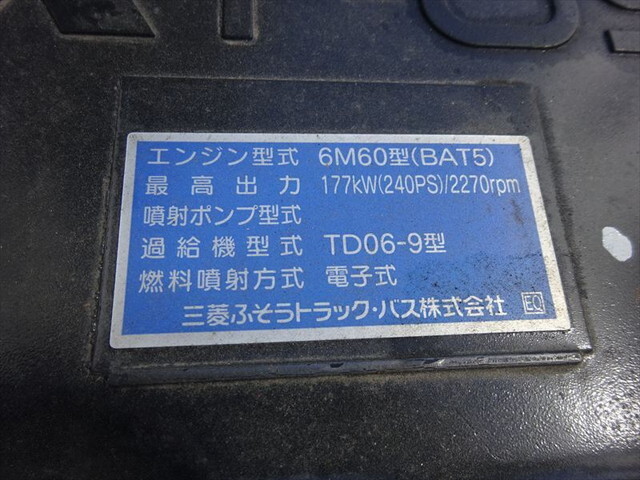 エンジン型式 6M60型(BAT5)
最高出力 177kW(240PS)/2270rpm
噴射ポンプ型式
過給機型式 TD06-9型
燃料噴射方式 電子式
三菱ふそうトラック・バス株式会社 EQ